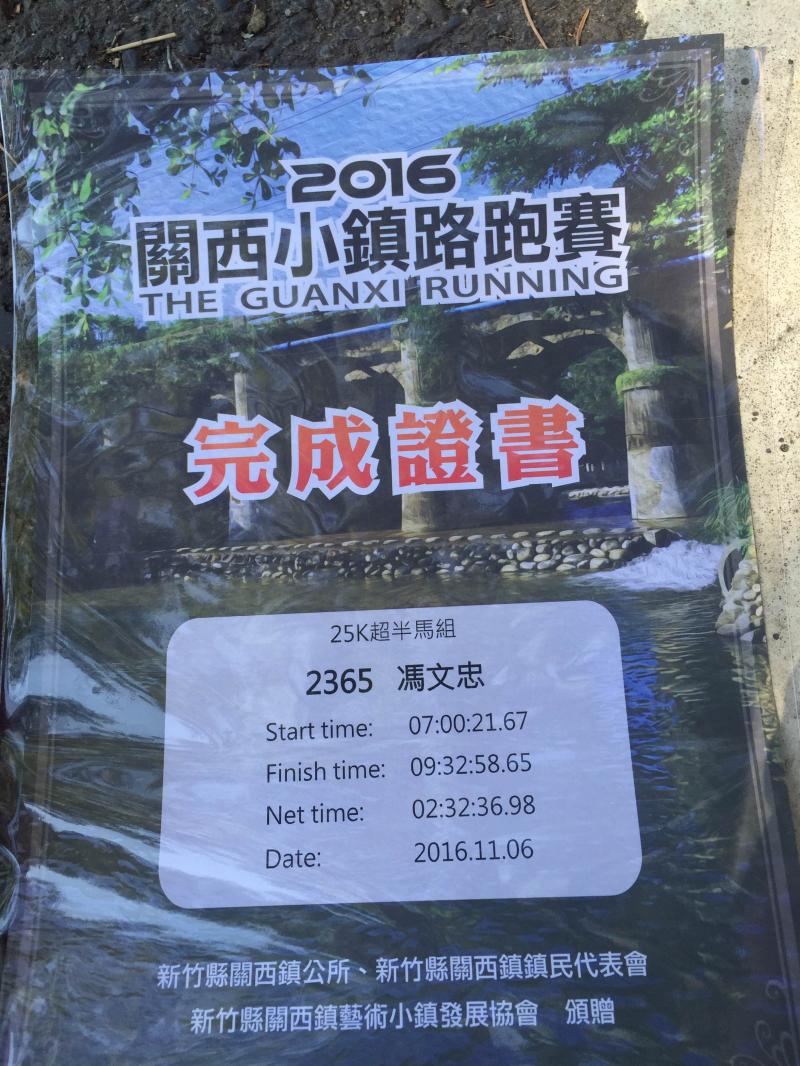 2016
關西小鎮路跑賽
THE GUANXI RUNNING
完成證書
25K超半馬組
2365 馮文忠
Start time: 07:00:21.67
Finish time: 09:32:58.65
Net time: 02:32:36.98
Date: 2016.11.06
新竹縣關西鎮公所、新竹縣關西鎮鎮民代表會
新竹縣關西鎮藝術小鎮發展協會 頒贈